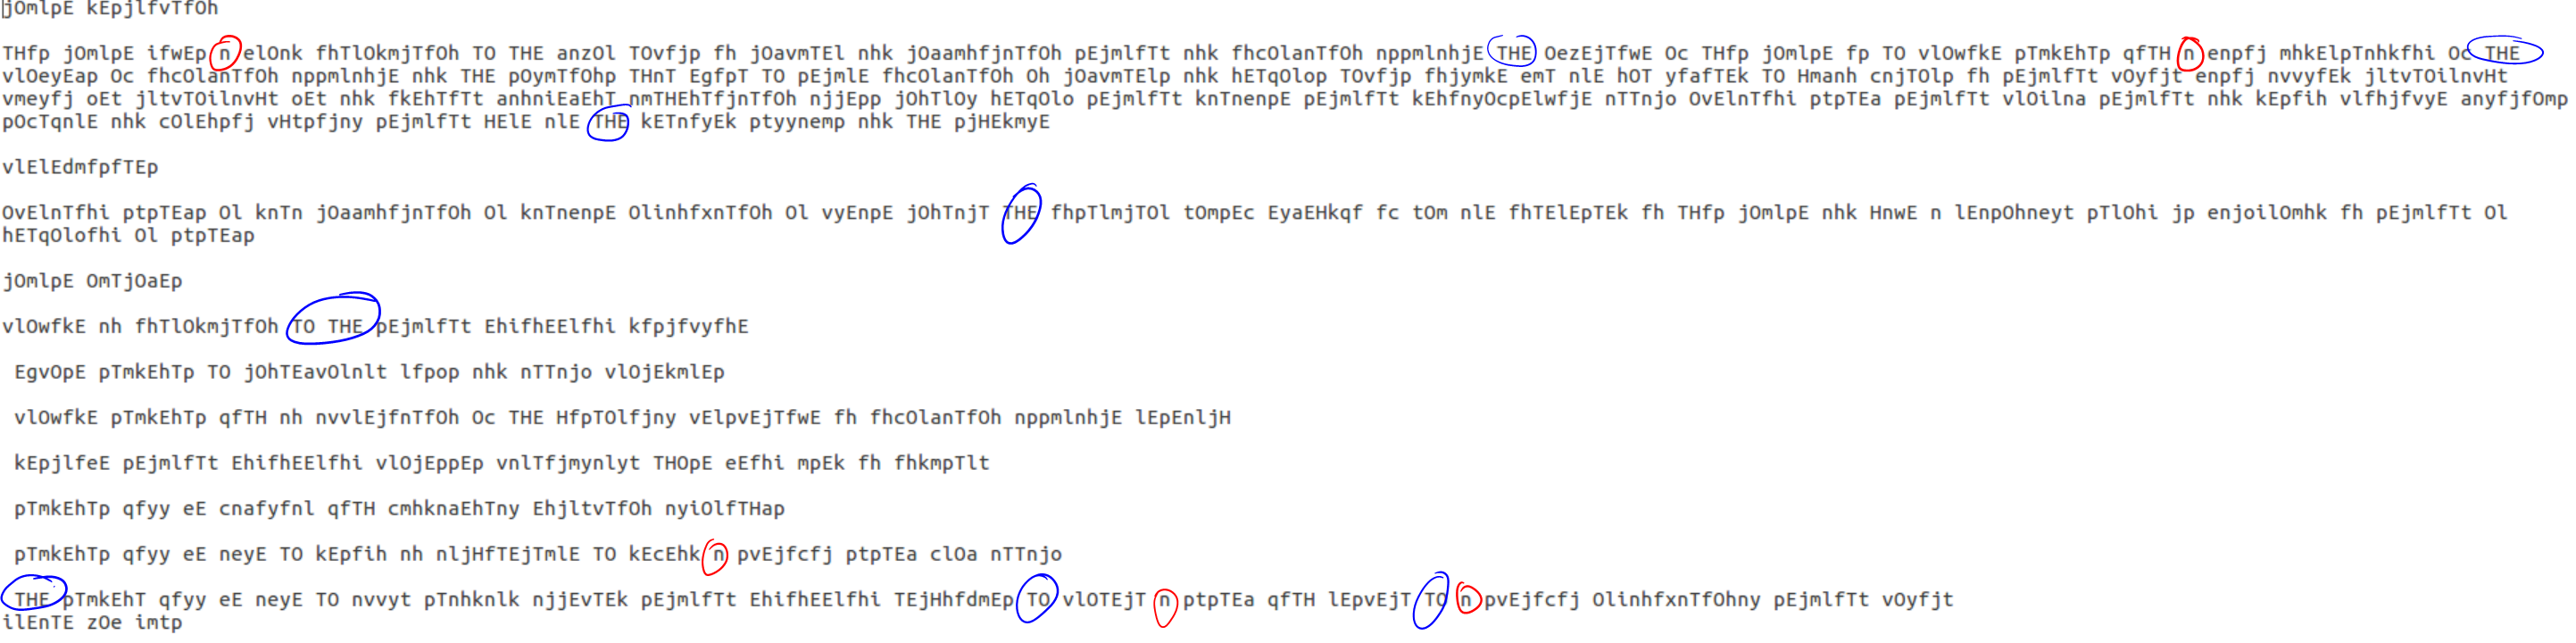 jOmlpE kEpjlfvTfOh
THfp jOmlpE ifwEp n elOnk fhTlOkmjTfOh TO THE anzOl TOvfjp fh jOavmTEl nhk jOaamhfjnTfOh pEjmlfTt nhk fhcOlanTfOh nppmlnhjE THE OezEjTfwE Oc THfp jOmlpE fp TO vlOwfkE pTmkEhTp qfTH n enpfj mhkElpTnhkfhi Oc THE
vlOeyEap Oc fhcOlanTfOh nppmlnhjE nhk THE pOymTfOhp THnT EgfpT TO pEjmlE fhcOlanTfOh Oh jOavmTElp nhk hETqOlop TOvfjp fhjymkE emT nlE hOT yfafTEk TO Hmanh cnjTOlp fh pEjmlfTt vOyfjt enpfj nvvyfEk jltvTOilnvHt
vmeyfj oEt jltvTOilnvHt oEt nhk fkEhTfTt anhniEaEhT nmTHEhTfjnTfOh njjEpp jOhTlOy hETqOlo pEjmlfTt knTnenpE pEjmlfTt kEhfnyOcpElwfjE nTTnjo OvElnTfhi ptpTEa pEjmlfTt vlOilna pEjmlfTt nhk kEpfih vlfhjfvyE anyfjfOmp
pOcTqnlE nhk cOlEhpfj vHtpfjny pEjmlfTt HElE nlE THE kETnfyEk ptyynemp nhk THE pjHEkmyE
vlElEdmfpfTEp
OvElnTfhi ptpTEap Ol knTn jOaamhfjnTfOh Ol knTnenpE OlinhfxnTfOh Ol vyEnpE jOhTnjT THE fhpTlmjTOl tOmpEc EyaEHkqf fc tOm nlE fhTElEpTEk fh THfp jOmlpE nhk HnwE n lEnpOhneyt pTlOhi jp enjoilOmhk fh pEjmlfTt Ol
hETqOlofhi Ol ptpTEap
jOmlpE OmTjOaEp
vlOwfkE nh fhTlOkmjTfOh TO THE pEjmlfTt EhifhEElfhi kfpjfvyfhE
EgvOpE pTmkEhTp TO jOhTEavOlnlt lfpop nhk nTTnjo vlOjEkmlEp
vlOwfkE pTmkEhTp qfTH nh nvvlEjfnTfOh Oc THE HfpTOlfjny vElpvEjTfwE fh fhcOlanTfOh nppmlnhjE lEpEnljH
kEpjlfeE pEjmlfTt EhifhEElfhi vlOjEppEp vnlTfjmynlyt THOpE eEfhi mpEk fh fhkmpTlt
pTmkEhTp qfyy eE cnafyfnl qfTH cmhknaEhTny EhjltvTfOh nyiOlfTHap
pTmkEhTp qfyy eE neyE TO kEpfih nh nljHfTEjTmlE TO kEcEhk n pvEjfcfj ptpTEa clOa nTTnjo
THE pTmkEhT qfyy eE neyE TO nvvyt pTnhknlk njjEvTEk pEjmlfTt EhifhEElfhi TEjHhfdmEp TO vlOTEjT n ptpTEa qfTH lEpvEjT TO n pvEjfcfj OlinhfxnTfOhny pEjmlfTt vOyfjt
ilEnTE zOe imtp